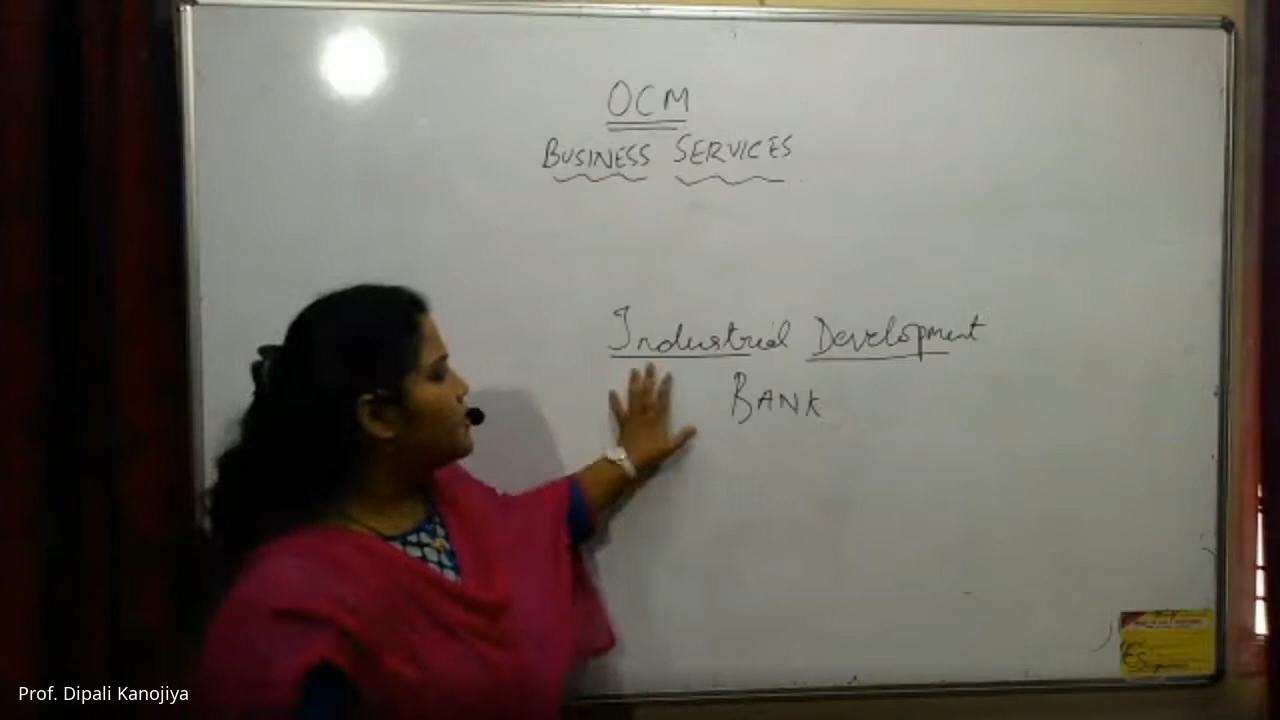 OCM
BUSINESS SERVICES
Industrial Development
BANK
Prof. Dipali Kanojiya